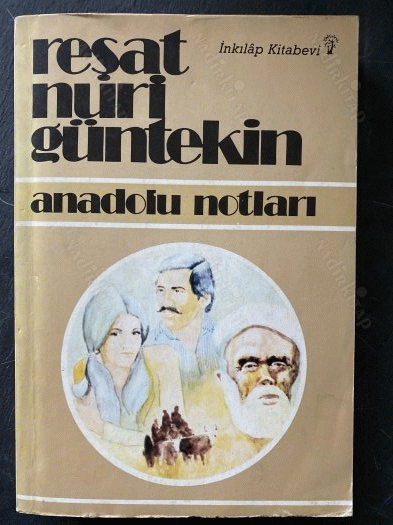 reşat
nuri
güntekin
İnkılâp Kitabevi
anadolu notları